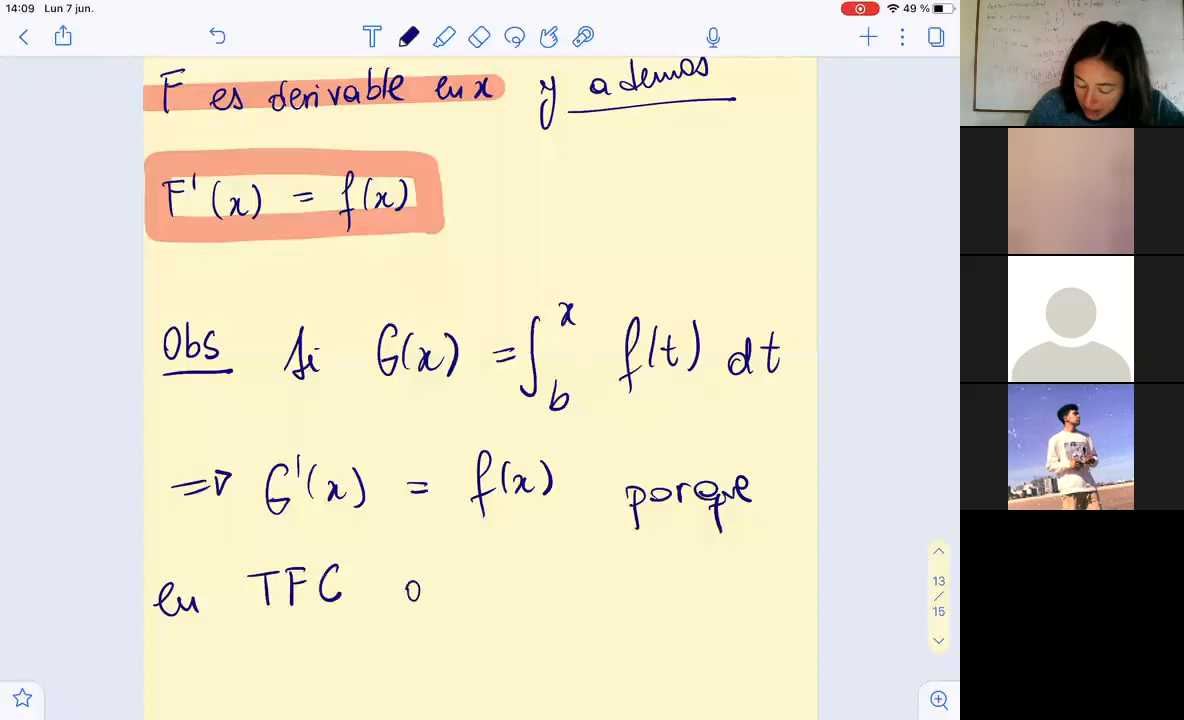 14:09 Lun 7 jun.
49 %
T
F es derivable en x y además
F'(x) = f(x)
Obs Si G(x) = ∫_b^x f(t) dt
=> G'(x) = f(x) porque
en TFC o
13
/
15